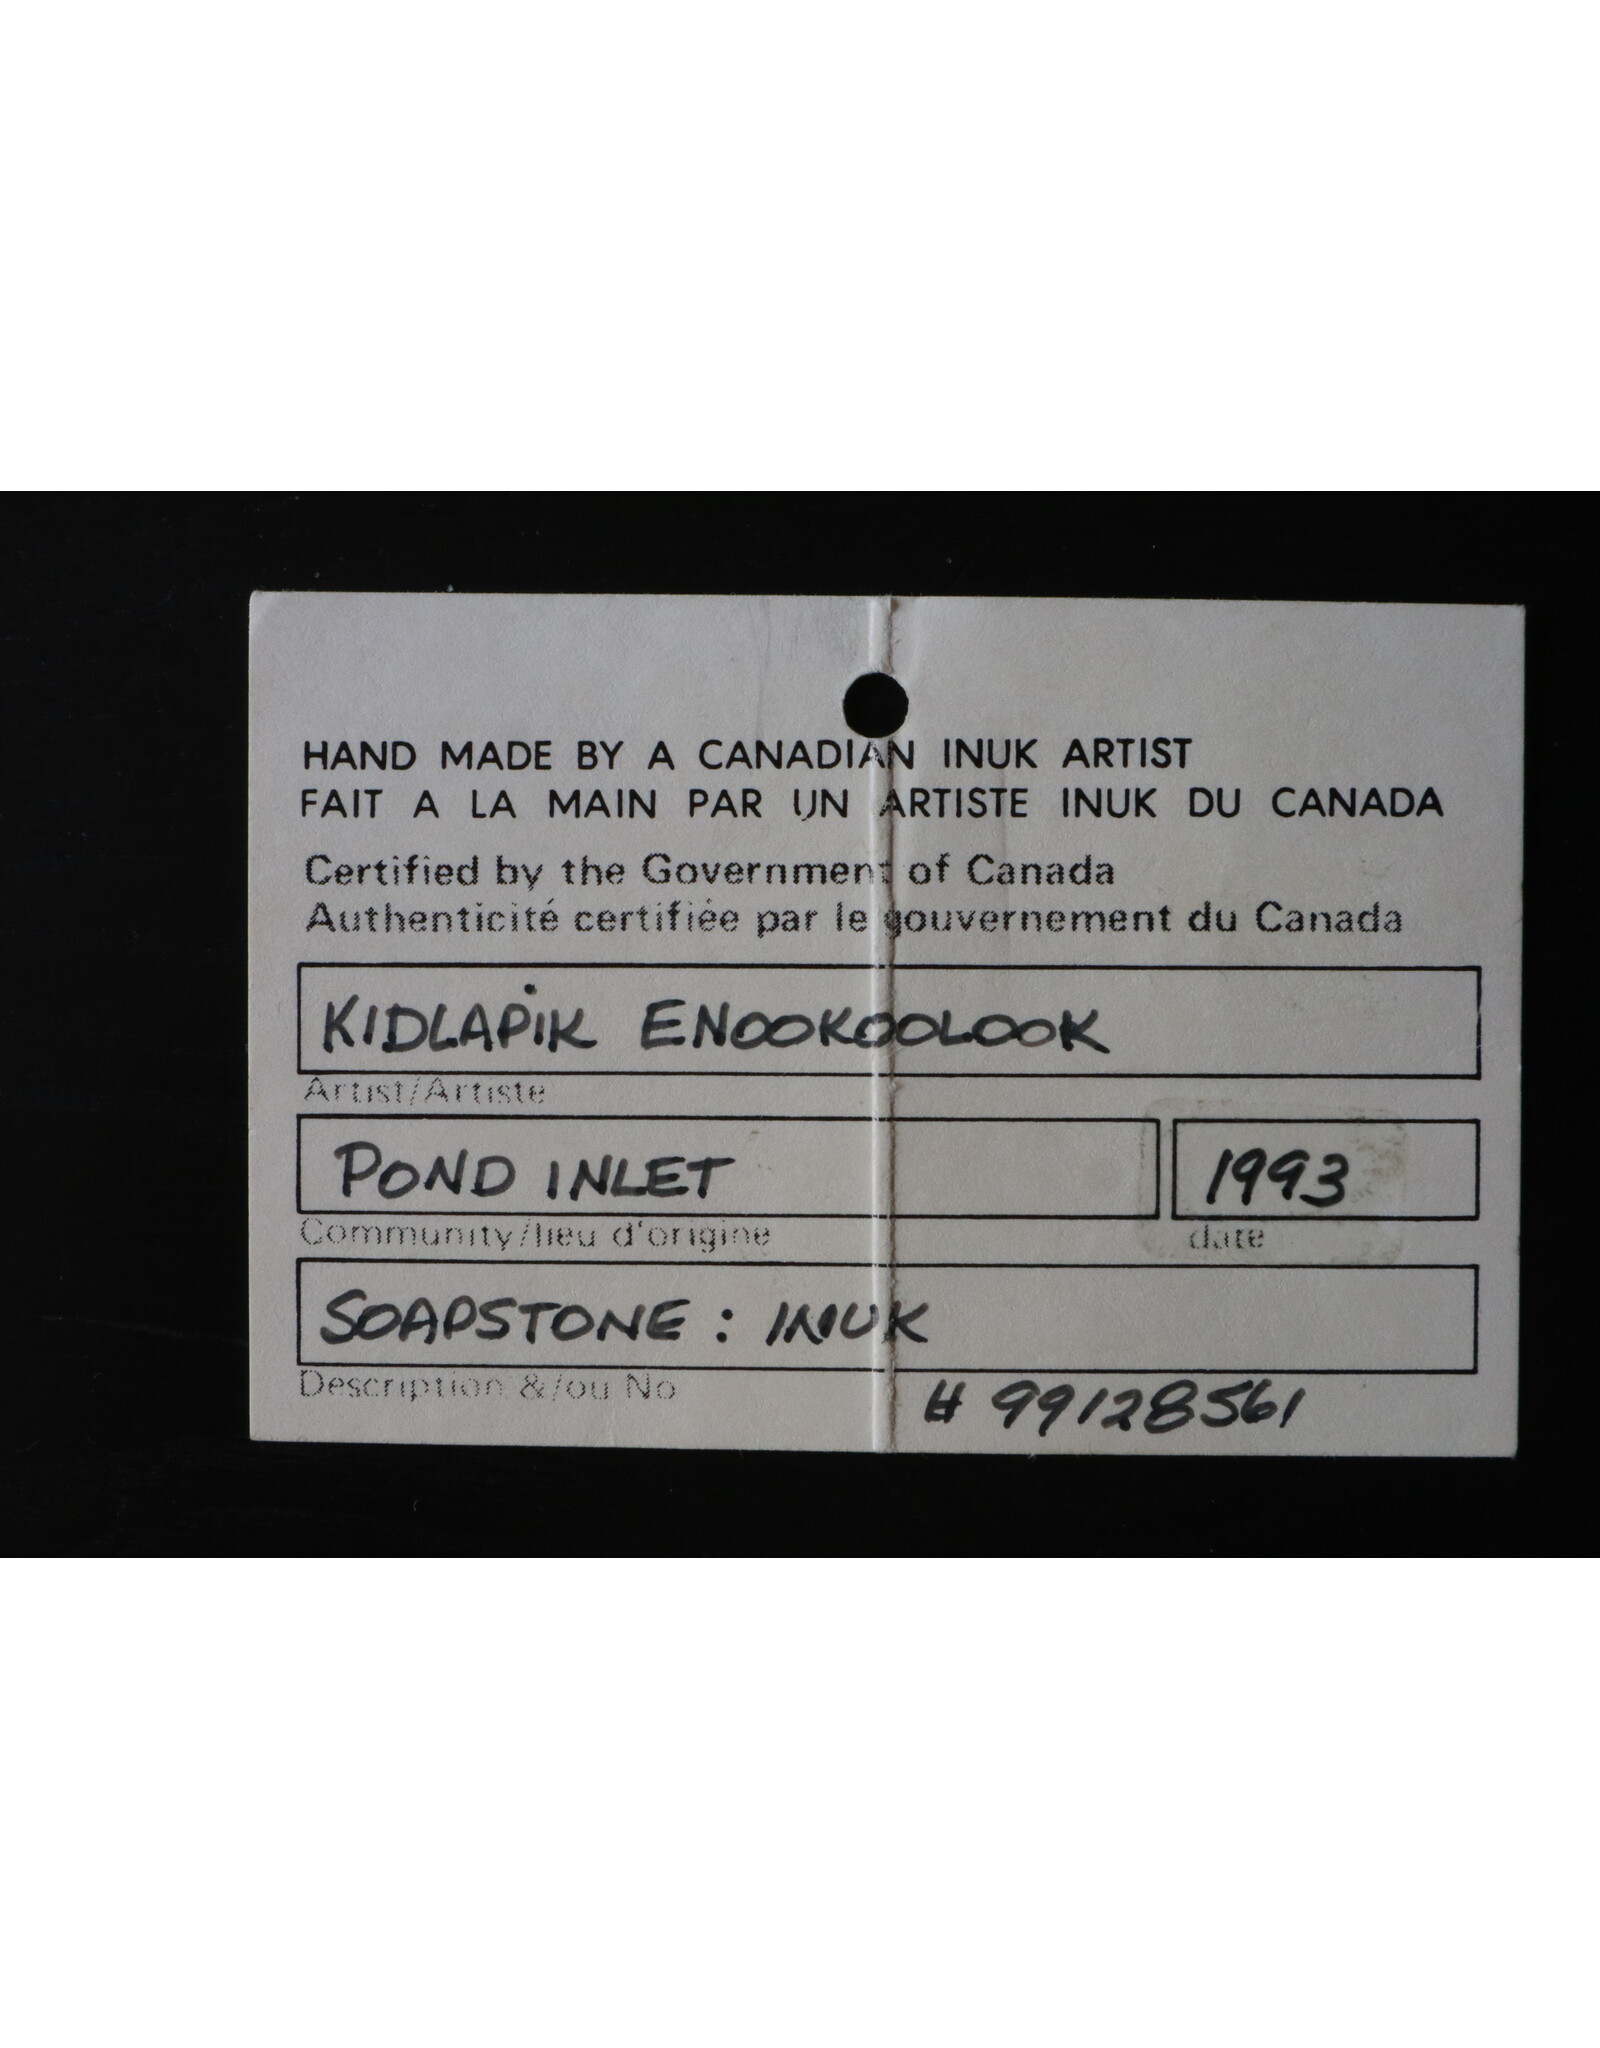 HAND MADE BY A CANADIAN INUK ARTIST
FAIT A LA MAIN PAR UN ARTISTE INUK DU CANADA
Certified by the Government of Canada
Authenticité certifiée par le gouvernement du Canada
KIDLAPiK ENOOKOOLOOK
Artist/Artiste
POND INLET 1993
Community/lieu d'origine date
SOAPSTONE : INUK
Description &/ou No
# 99128561